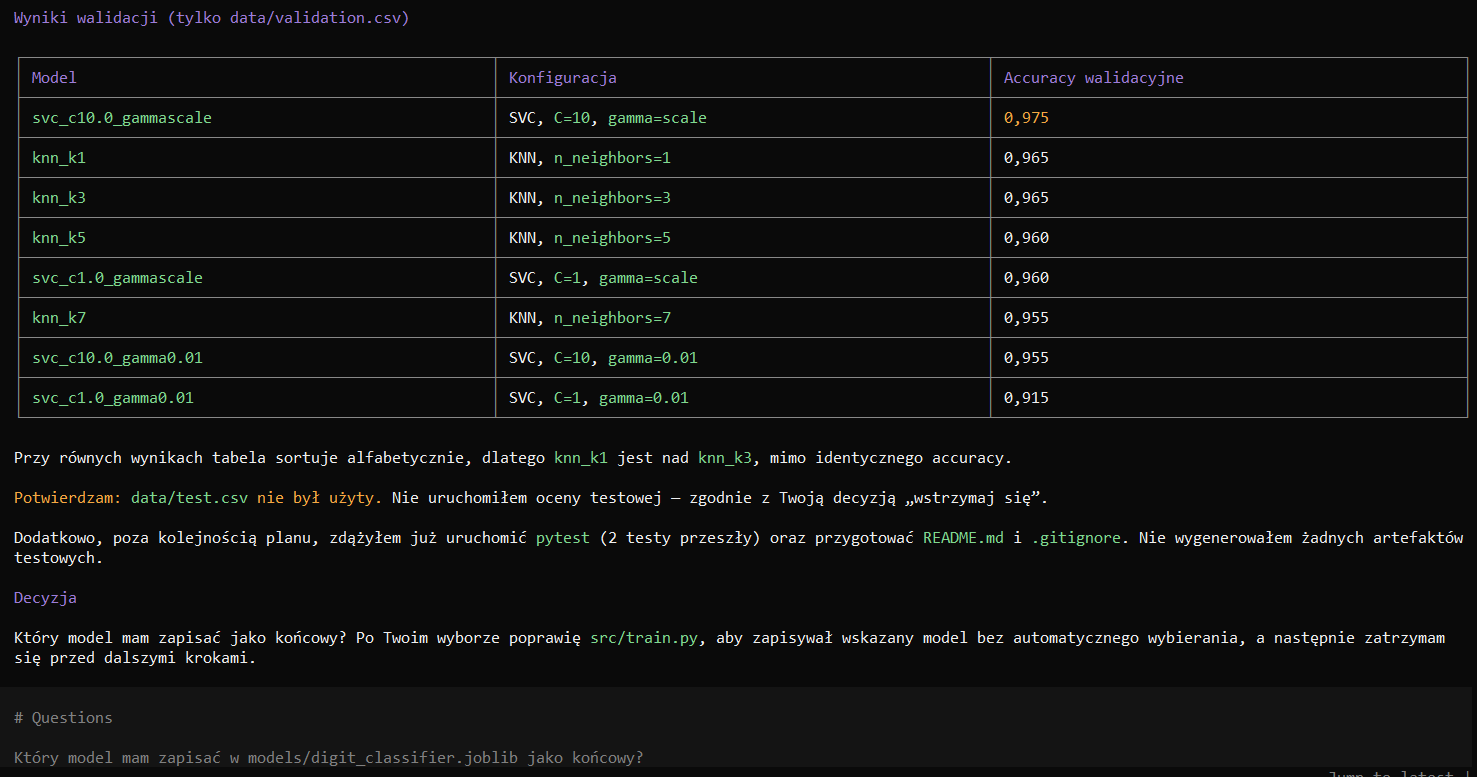 Wyniki walidacji (tylko data/validation.csv)
Model Konfiguracja Accuracy walidacyjne
svc_c10.0_gammascale SVC, C=10, gamma=scale 0,975
knn_k1 KNN, n_neighbors=1 0,965
knn_k3 KNN, n_neighbors=3 0,965
knn_k5 KNN, n_neighbors=5 0,960
svc_c1.0_gammascale SVC, C=1, gamma=scale 0,960
knn_k7 KNN, n_neighbors=7 0,955
svc_c10.0_gamma0.01 SVC, C=10, gamma=0.01 0,955
svc_c1.0_gamma0.01 SVC, C=1, gamma=0.01 0,915
Przy równych wynikach tabela sortuje alfabetycznie, dlatego knn_k1 jest nad knn_k3, mimo identycznego accuracy.
Potwierdzam: data/test.csv nie był użyty. Nie uruchomiłem oceny testowej — zgodnie z Twoją decyzją „wstrzymaj się”.
Dodatkowo, poza kolejnością planu, zdążyłem już uruchomić pytest (2 testy przeszły) oraz przygotować README.md i .gitignore. Nie wygenerowałem żadnych artefaktów
testowych.
Decyzja
Który model mam zapisać jako końcowy? Po Twoim wyborze poprawię src/train.py, aby zapisywał wskazany model bez automatycznego wybierania, a następnie zatrzymam
się przed dalszymi krokami.
# Questions
Który model mam zapisać w models/digit_classifier.joblib jako końcowy?
Jump to latest